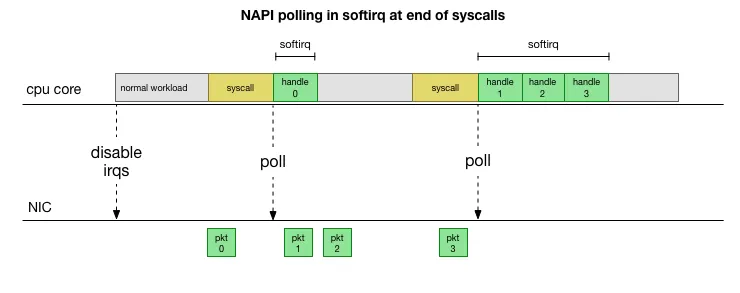 NAPI polling in softirq at end of syscalls
softirq
softirq
cpu core
normal workload
syscall
handle
0
syscall
handle
1
handle
2
handle
3
disable
irqs
poll
poll
NIC
pkt
0
pkt
1
pkt
2
pkt
3